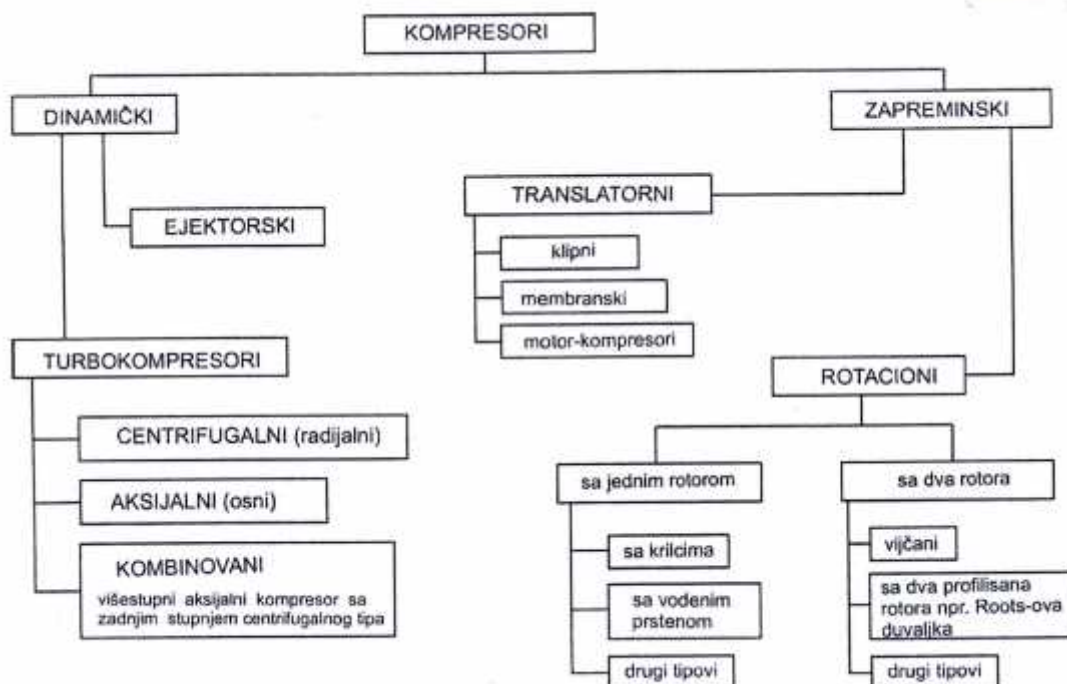 KOMPRESORI
DINAMIČKI
EJEKTORSKI
TURBOKOMPRESORI
CENTRIFUGALNI (radijalni)
AKSIJALNI (osni)
KOMBINOVANI
višestupni aksijalni kompresor sa
zadnjim stupnjem centrifugalnog tipa
ZAPREMINSKI
TRANSLATORNI
klipni
membranski
motor-kompresori
ROTACIONI
sa jednim rotorom
sa krilcima
sa vodenim
prstenom
drugi tipovi
sa dva rotora
vijčani
sa dva profilisana
rotora npr. Roots-ova
duvaljka
drugi tipovi